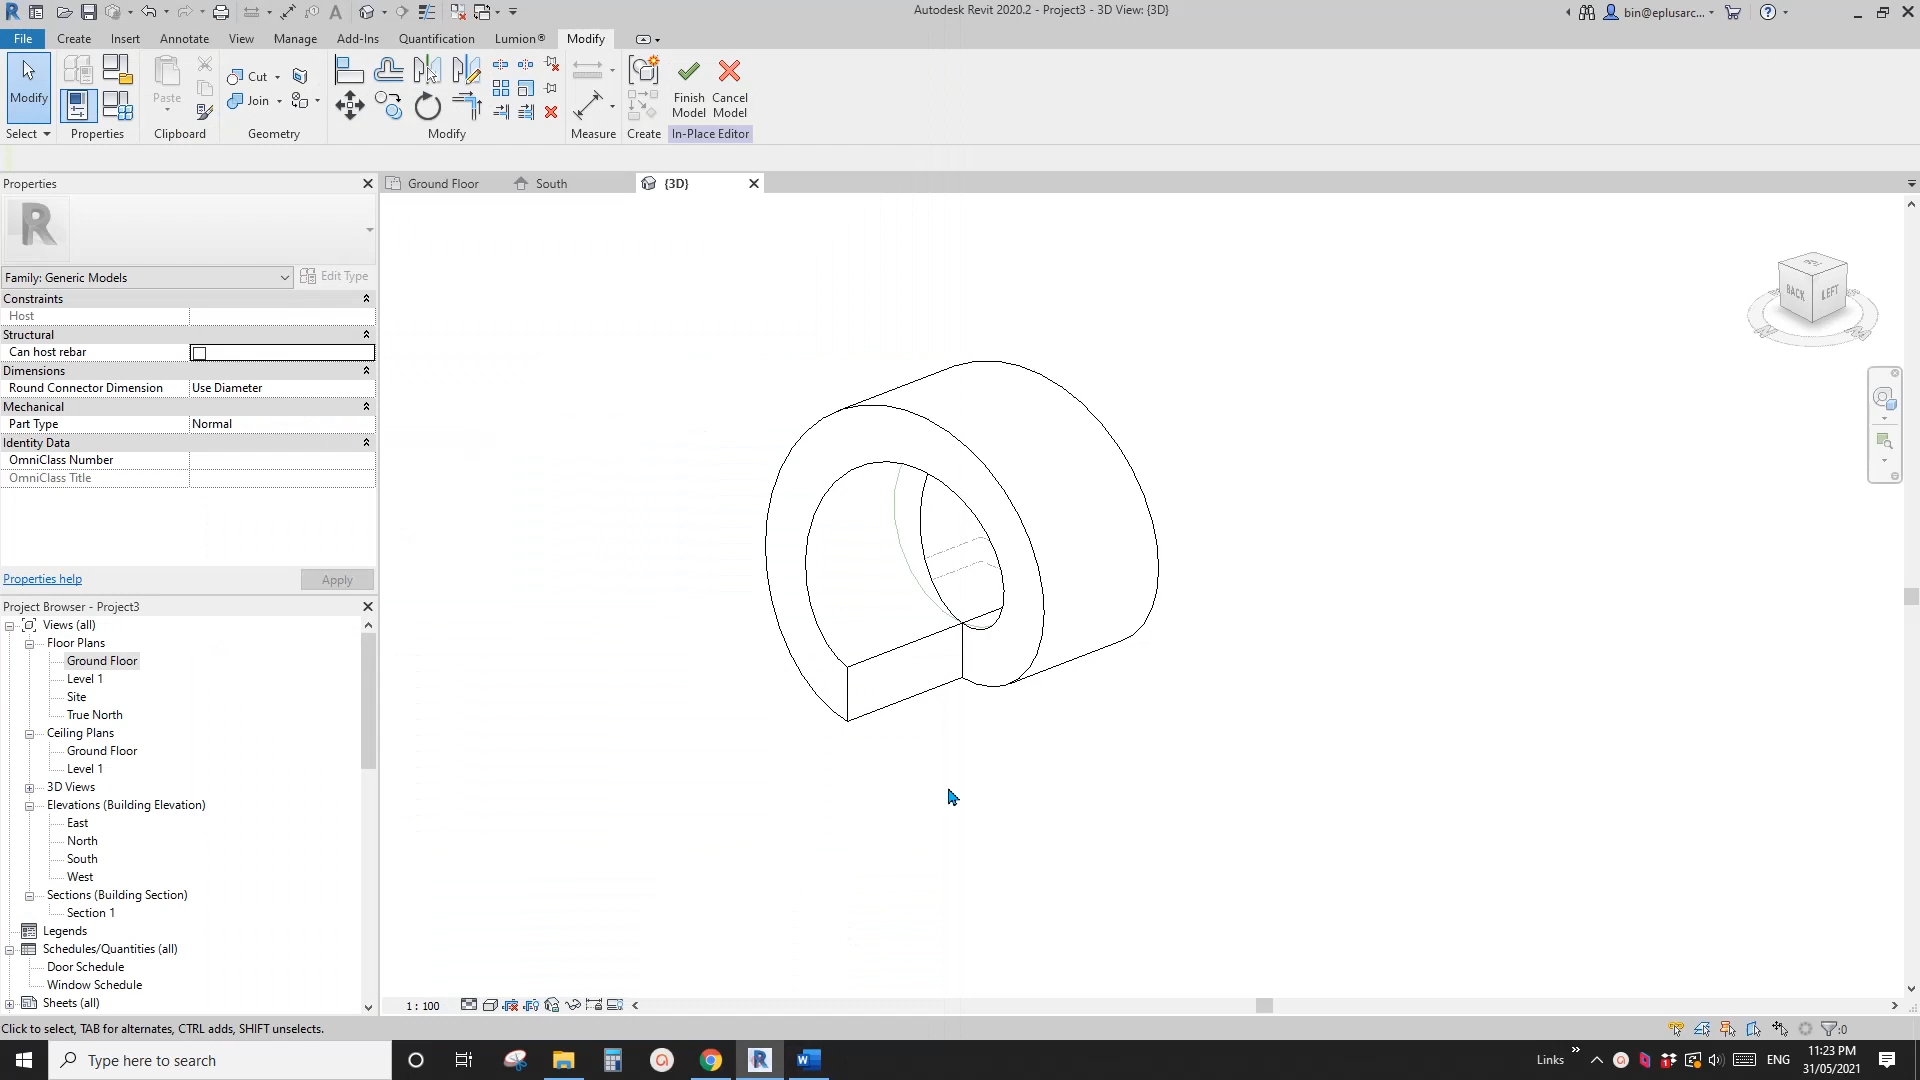 Autodesk Revit 2020.2 - Project3 - 3D View: {3D}
bin@eplusarc...
File Create Insert Annotate View Manage Add-Ins Quantification Lumion® Modify
Modify
Paste
Cut
Join
Finish Model
Cancel Model
Select Properties Clipboard Geometry Modify Measure Create In-Place Editor
Properties
Ground Floor South {3D}
R
Family: Generic Models Edit Type
Constraints
Host
Structural
Can host rebar
Dimensions
Round Connector Dimension Use Diameter
Mechanical
Part Type Normal
Identity Data
OmniClass Number
OmniClass Title
Properties help Apply
BACK LEFT
Project Browser - Project3
Views (all)
Floor Plans
Ground Floor
Level 1
Site
True North
Ceiling Plans
Ground Floor
Level 1
3D Views
Elevations (Building Elevation)
East
North
South
West
Sections (Building Section)
Section 1
Legends
Schedules/Quantities (all)
Door Schedule
Window Schedule
Sheets (all)
1 : 100
Click to select, TAB for alternates, CTRL adds, SHIFT unselects.
:0
Type here to search
Links
ENG
11:23 PM
31/05/2021